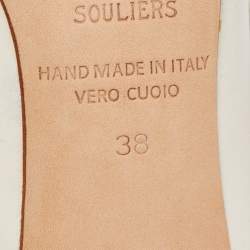 SOULIERS
HAND MADE IN ITALY
VERO CUOIO
38